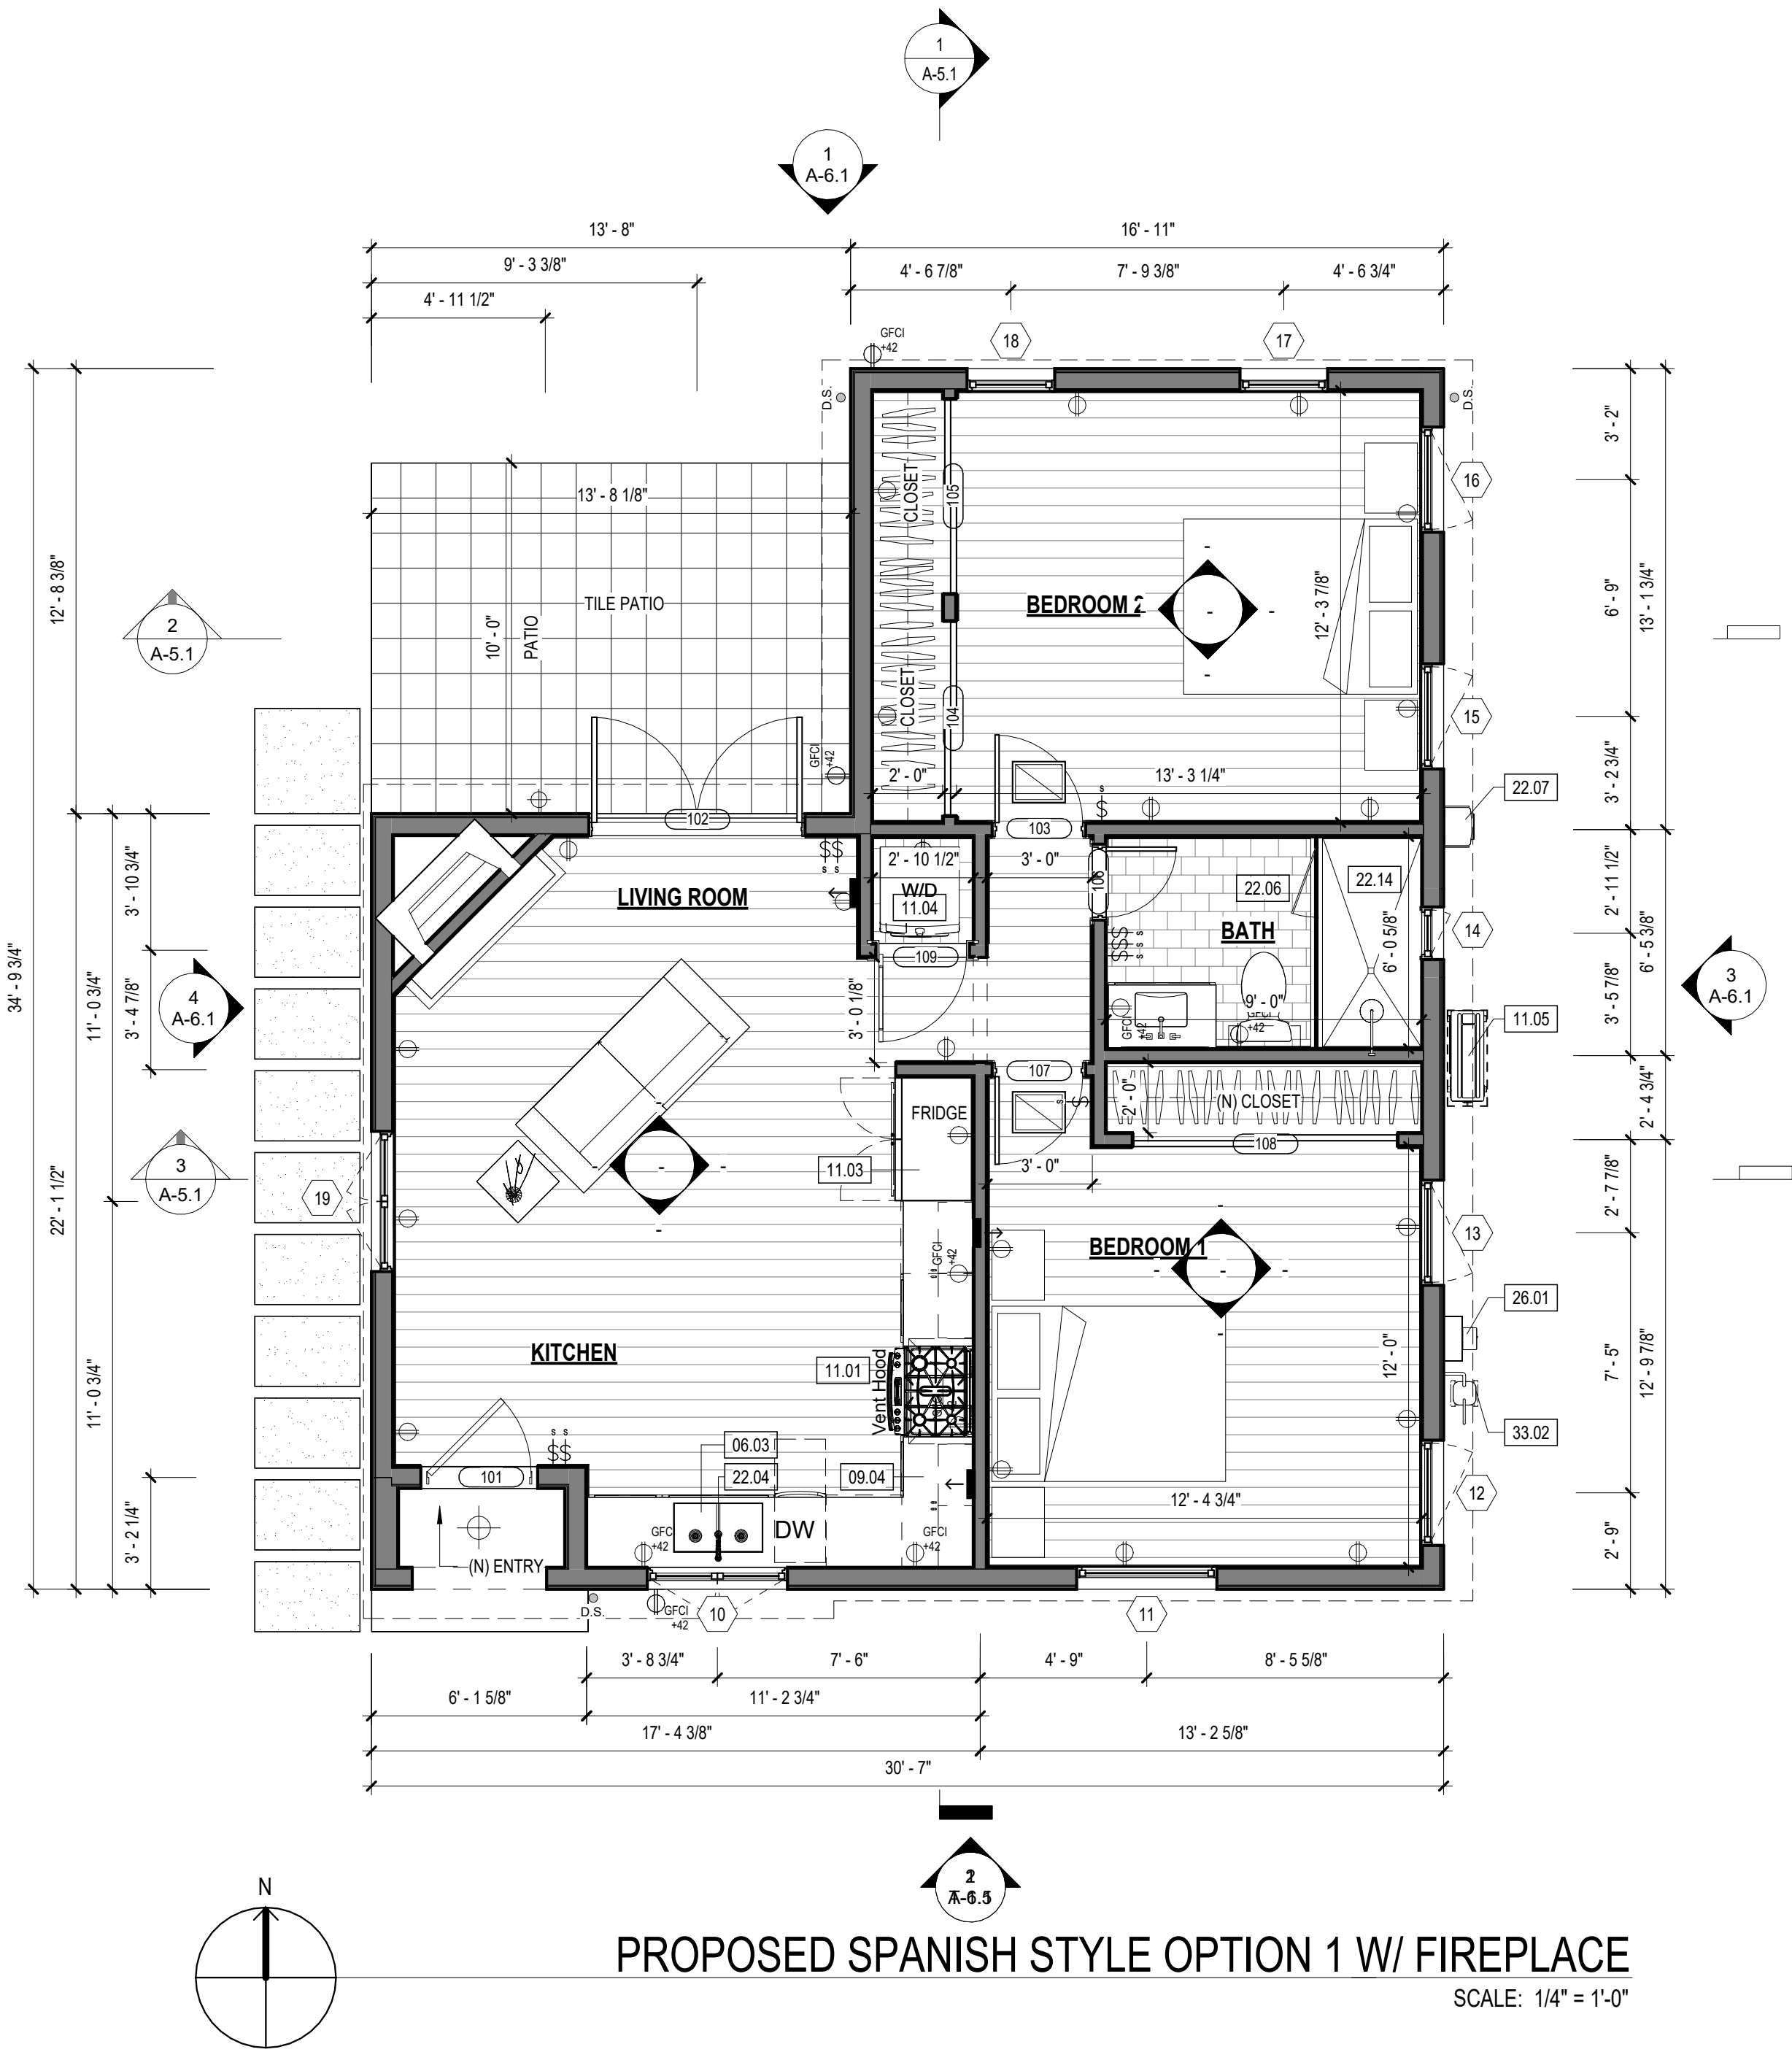 1
A-5.1
1
A-6.1
13' - 8"
16' - 11"
9' - 3 3/8"
4' - 6 7/8"
7' - 9 3/8"
4' - 6 3/4"
4' - 11 1/2"
GFCI
+42
18
17
D.S.
D.S.
3' - 2"
16
13' - 8 1/8"
CLOSET
105
12' - 8 3/8"
2
A-5.1
TILE PATIO
10' - 0"
PATIO
BEDROOM 2
-
-
-
-
12' - 3 7/8"
6' - 9"
13' - 1 3/4"
CLOSET
104
15
GFCI
+42
2' - 0"
13' - 3 1/4"
3' - 2 3/4"
22.07
s
$
102
103
$$
s s
2' - 10 1/2"
3' - 0"
106
W/D
11.04
22.06
22.14
LIVING ROOM
BATH
3' - 10 3/4"
2' - 11 1/2"
14
$$$
s
s
s
6' - 0 5/8"
6' - 5 3/8"
109
34' - 9 3/4"
11' - 0 3/4"
3' - 4 7/8"
4
A-6.1
3' - 0 1/8"
9' - 0"
GFCI
+42
GFCI
+42
3' - 5 7/8"
3
A-6.1
11.05
107
FRIDGE
s
$
2' - 0"
(N) CLOSET
2' - 4 3/4"
108
3
A-5.1
19
-
-
-
-
11.03
3' - 0"
22' - 1 1/2"
2' - 7 7/8"
13
GFCI
+42
BEDROOM 1
-
-
-
-
26.01
KITCHEN
11.01
Vent Hood
12' - 0"
7' - 5"
12' - 9 7/8"
11' - 0 3/4"
33.02
s s
$$
06.03
22.04
09.04
101
12' - 4 3/4"
12
3' - 2 1/4"
2' - 9"
(N) ENTRY
GFC
+42
DW
GFCI
+42
D.S.
GFCI
+42
10
11
3' - 8 3/4"
7' - 6"
4' - 9"
8' - 5 5/8"
6' - 1 5/8"
11' - 2 3/4"
17' - 4 3/8"
13' - 2 5/8"
30' - 7"
N
PROPOSED SPANISH STYLE OPTION 1 W/ FIREPLACE
SCALE: 1/4" = 1'-0"